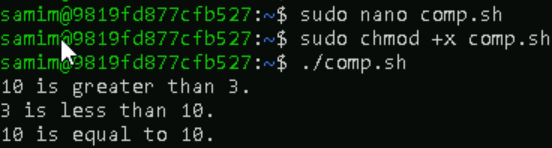 samim@9819fd877cfb527:~$ sudo nano comp.sh
samim@9819fd877cfb527:~$ sudo chmod +x comp.sh
samim@9819fd877cfb527:~$ ./comp.sh
10 is greater than 3.
3 is less than 10.
10 is equal to 10.